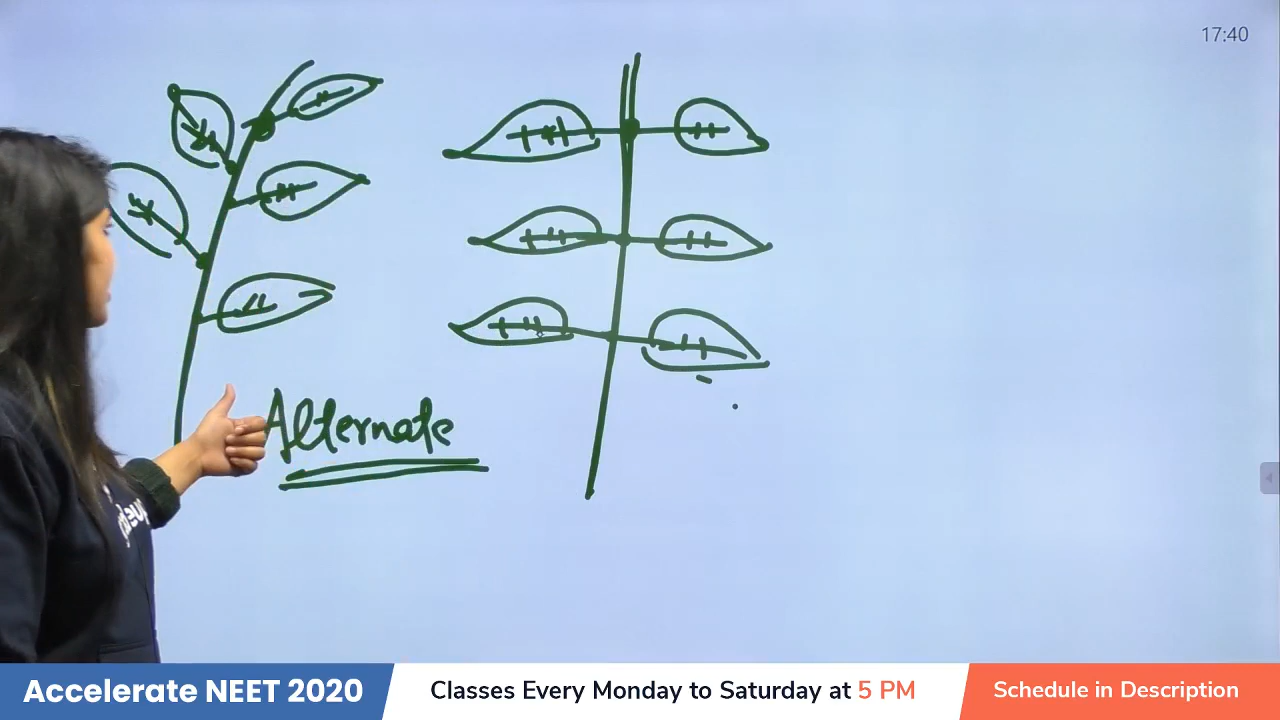 17:40
Alternate
Accelerate NEET 2020
Classes Every Monday to Saturday at 5 PM
Schedule in Description